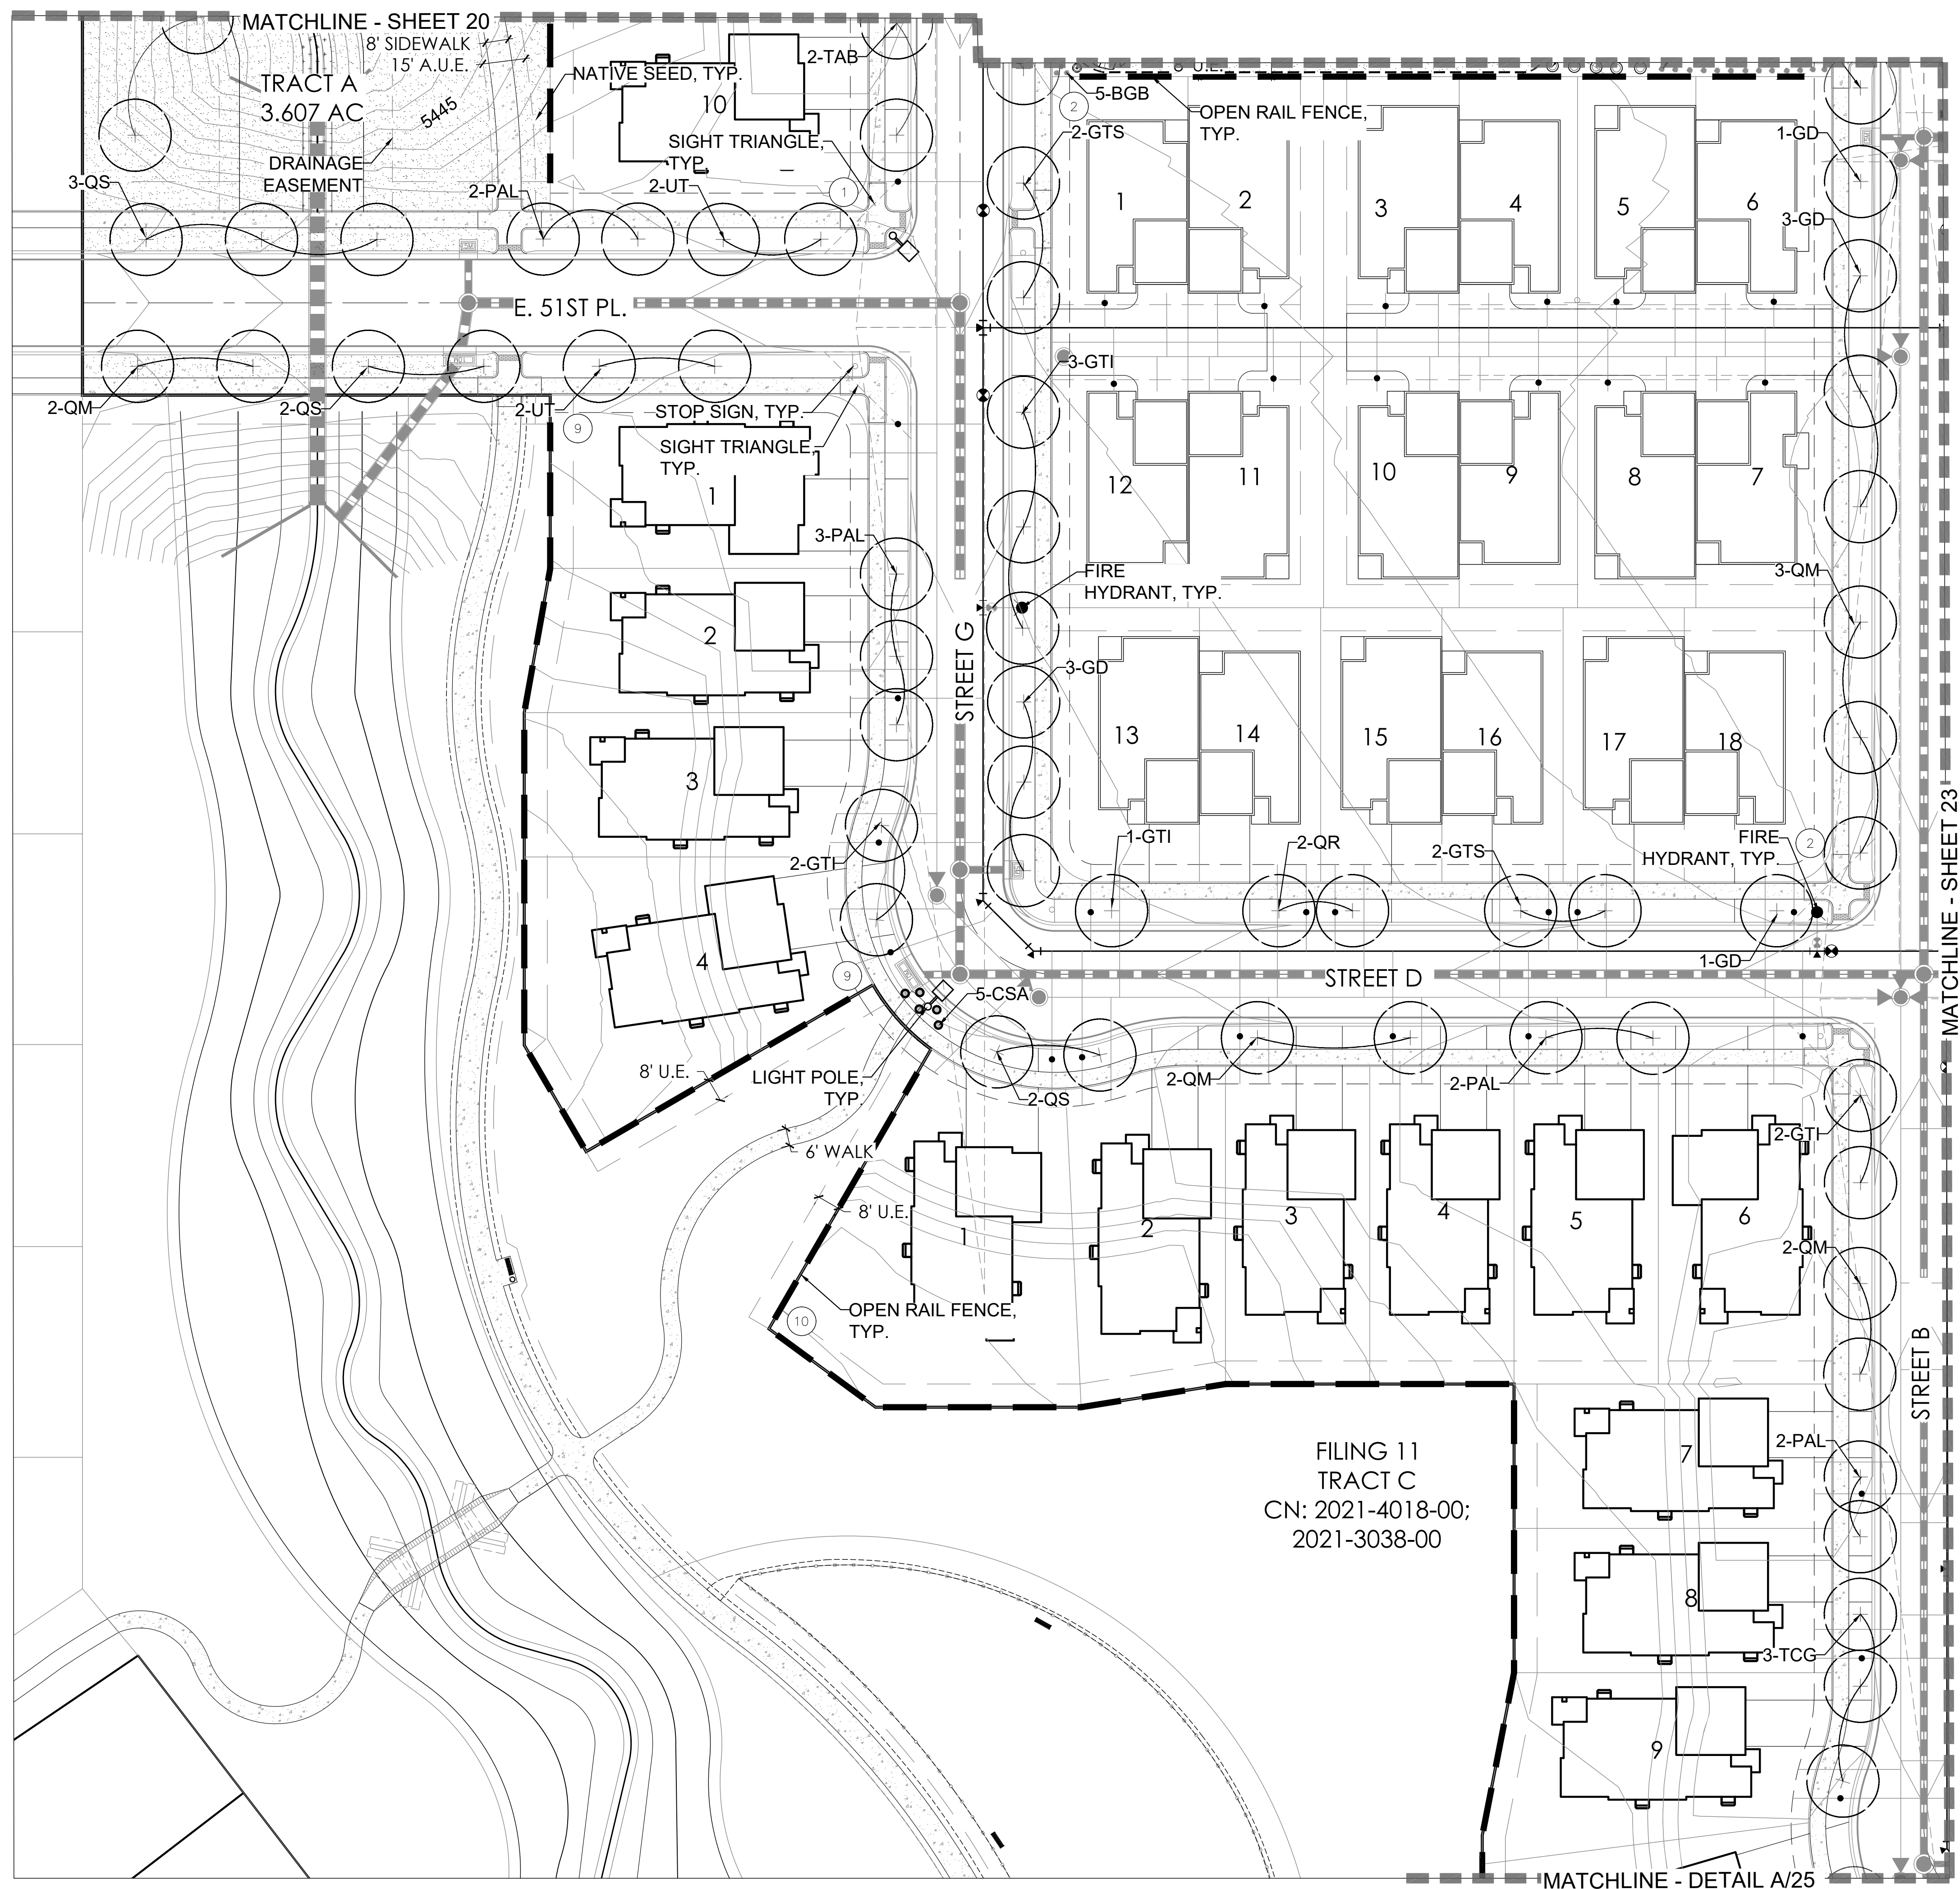 MATCHLINE - SHEET 20
8' SIDEWALK
15' A.U.E.
TRACT A
3.607 AC
5445
NATIVE SEED, TYP.
10
2-TAB
SIGHT TRIANGLE,
TYP.
DRAINAGE
EASEMENT
3-QS
2-PAL
2-UT
1
E. 51ST PL.
2-QM
2-QS
2-UT
9
STOP SIGN, TYP.
SIGHT TRIANGLE,
TYP.
1
3-PAL
2
3
2-GTI
4
9
STREET G
8' U.E.
5-BGB
2
2-GTS
OPEN RAIL FENCE,
TYP.
1-GD
1
2
3
4
5
6
3-GD
3-GTI
12
11
10
9
8
7
3-QM
FIRE
HYDRANT, TYP.
3-GD
13
14
15
16
17
18
1-GTI
2-QR
2-GTS
FIRE
HYDRANT, TYP.
2
1-GD
STREET D
MATCHLINE - SHEET 23
5-CSA
LIGHT POLE,
TYP.
8' U.E.
2-QS
2-QM
2-PAL
2-GTI
6' WALK
8' U.E.
1
2
3
4
5
6
2-QM
OPEN RAIL FENCE,
TYP.
10
STREET B
FILING 11
TRACT C
CN: 2021-4018-00;
2021-3038-00
7
2-PAL
8
3-TCG
9
MATCHLINE - DETAIL A/25